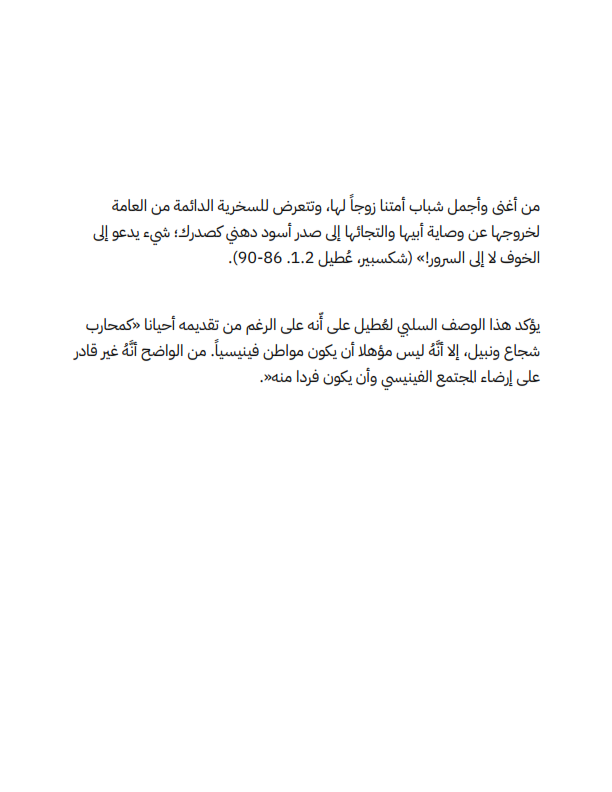 من أغنى وأجمل شباب أمتنا زوجاً لها، وتتعرض للسخرية الدائمة من العامة
لخروجها عن وصاية أبيها والتجائها إلى صدر أسود دهني كصدرك؛ شيء يدعو إلى
الخوف لا إلى السرور!» (شكسبير، عُطيل 1.2. 86-90).
يؤكد هذا الوصف السلبي لعُطيل على أنّه على الرغم من تقديمه أحيانا «كمحارب
شجاع ونبيل، إلا أنَّهُ ليس مؤهلا أن يكون مواطن فينيسياً. من الواضح أنَّهُ غير قادر
على إرضاء المجتمع الفينيسي وأن يكون فردا منه«.